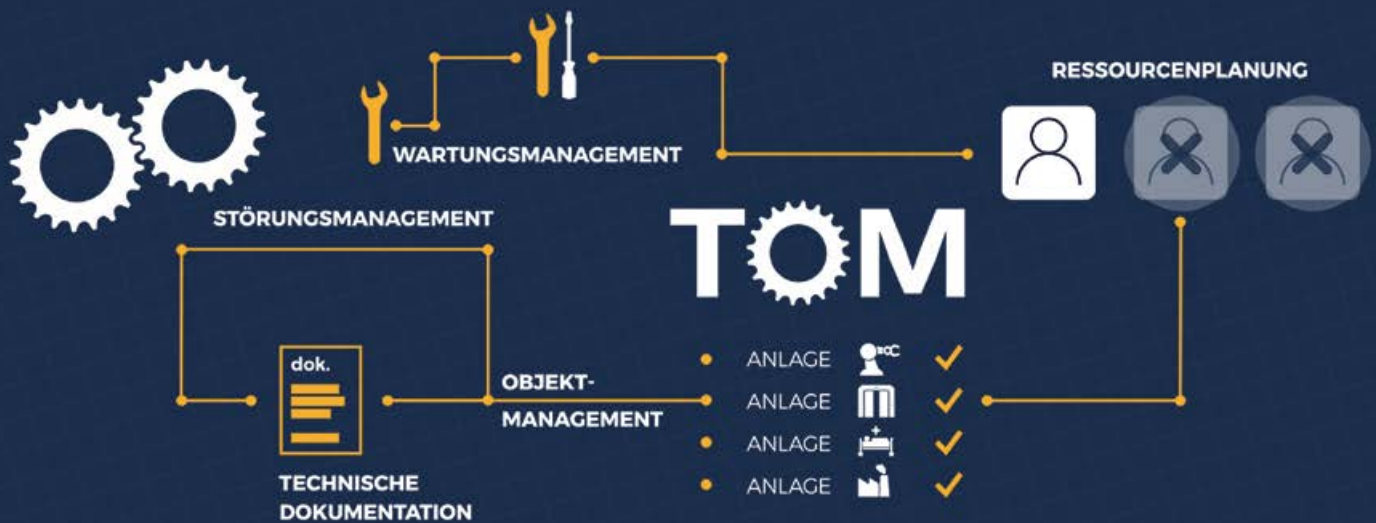 RESSOURCENPLANUNG
WARTUNGSMANAGEMENT
STÖRUNGSMANAGEMENT
TOM
dok.
TECHNISCHE
DOKUMENTATION
OBJEKT-
MANAGEMENT
ANLAGE
ANLAGE
ANLAGE
ANLAGE